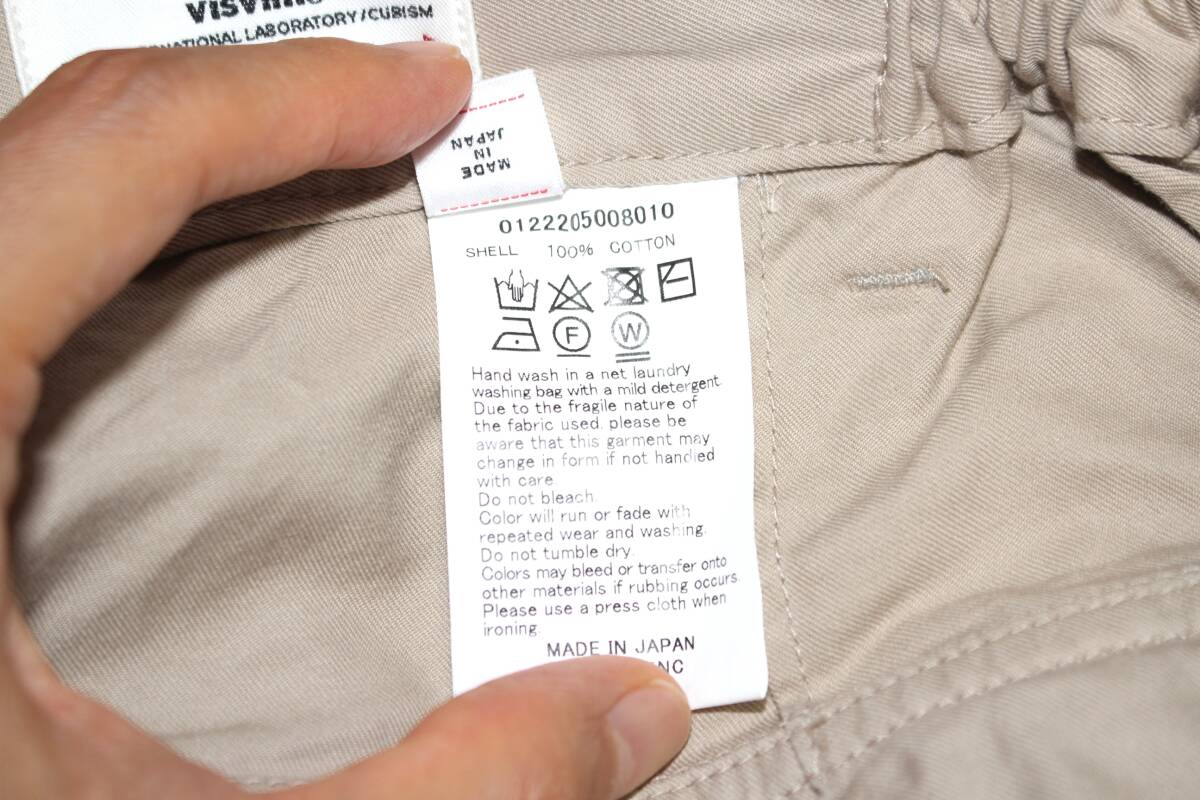 LABORATORY/CUBISM
MADE
IN
JAPAN
0122205008010
SHELL 100% COTTON
F W
Hand wash in a net laundry
washing bag with a mild detergent.
Due to the fragile nature of
the fabric used, please be
aware that this garment may
change in form if not handled
with care.
Do not bleach.
Color will run or fade with
repeated wear and washing.
Do not tumble dry.
Colors may bleed or transfer onto
other materials if rubbing occurs.
Please use a press cloth when
ironing.
MADE IN JAPAN